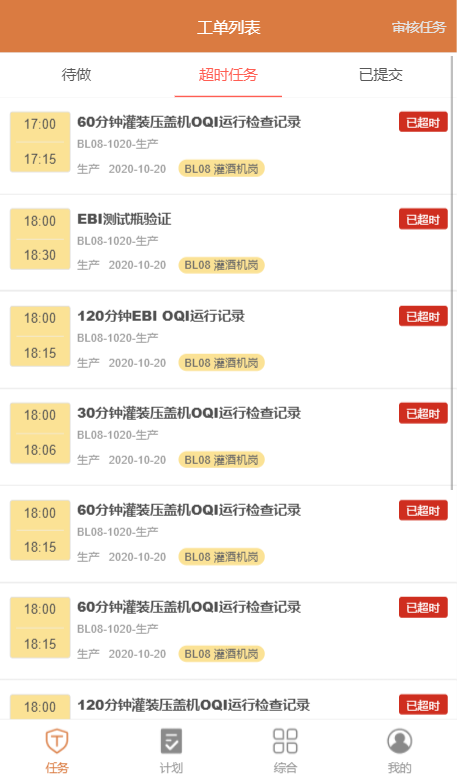 工单列表
审核任务
待做
超时任务
已提交
17:00
60分钟灌装压盖机OQI运行检查记录
已超时
BL08-1020-生产
17:15
生产 2020-10-20 BL08 灌酒机岗
18:00
EBI测试瓶验证
已超时
BL08-1020-生产
18:30
生产 2020-10-20 BL08 灌酒机岗
18:00
120分钟EBI OQI运行记录
已超时
BL08-1020-生产
18:15
生产 2020-10-20 BL08 灌酒机岗
18:00
30分钟灌装压盖机OQI运行检查记录
已超时
BL08-1020-生产
18:06
生产 2020-10-20 BL08 灌酒机岗
18:00
60分钟灌装压盖机OQI运行检查记录
已超时
BL08-1020-生产
18:15
生产 2020-10-20 BL08 灌酒机岗
18:00
60分钟灌装压盖机OQI运行检查记录
已超时
BL08-1020-生产
18:15
生产 2020-10-20 BL08 灌酒机岗
18:00
120分钟灌装压盖机OQI运行检查记录
已超时
任务
计划
综合
我的